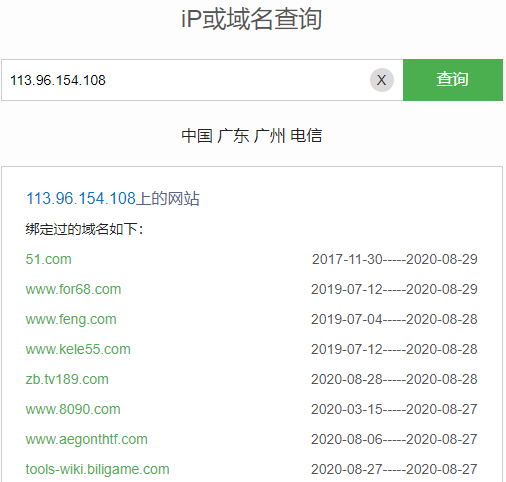 iP或域名查询
113.96.154.108 X 查询
中国 广东 广州 电信
113.96.154.108上的网站
绑定过的域名如下：
51.com 2017-11-30-----2020-08-29
www.for68.com 2019-07-12-----2020-08-29
www.feng.com 2019-07-04-----2020-08-28
www.kele55.com 2019-07-12-----2020-08-28
zb.tv189.com 2020-08-28-----2020-08-28
www.8090.com 2020-03-15-----2020-08-27
www.aegonthtf.com 2020-08-06-----2020-08-27
tools-wiki.biligame.com 2020-08-27-----2020-08-27